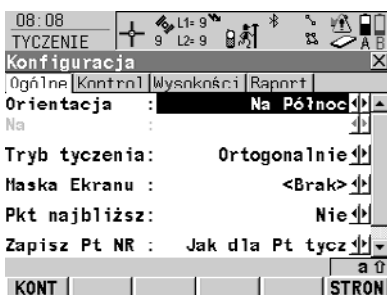 08:08
TYCZENIE
L1= 9
9 L2= 9
A B
Konfiguracja
Ogólne Kontrol Wysokości Raport
Orientacja : Na Północ
Na :
Tryb tyczenia: Ortogonalnie
Maska Ekranu : <Brak>
Pkt najbliższ: Nie
Zapisz Pt NR : Jak dla Pt tycz
a
KONT STRON